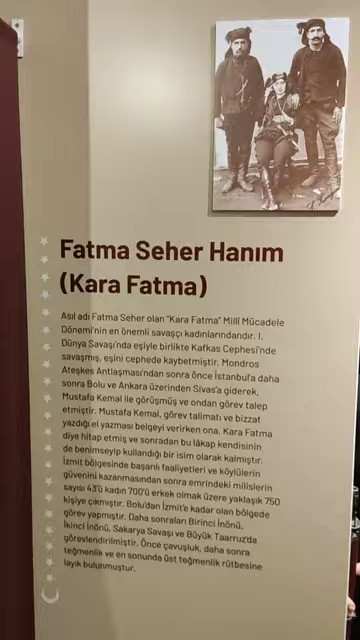 Fatma Seher Hanım
(Kara Fatma)
Asıl adı Fatma Seher olan "Kara Fatma" Millî Mücadele
Dönemi'nin en önemli savaşçı kadınlarındandır. I.
Dünya Savaşı'nda eşiyle birlikte Kafkas Cephesi'nde
savaşmış, eşini cephede kaybetmiştir. Mondros
Ateşkes Antlaşması'ndan sonra önce İstanbul'a daha
sonra Bolu ve Ankara üzerinden Sivas'a giderek,
Mustafa Kemal ile görüşmüş ve ondan görev talep
etmiştir. Mustafa Kemal, görev talimatı ve bizzat
yazdığı el yazması belgeyi verirken ona, Kara Fatma
diye hitap etmiş ve sonradan bu lâkap kendisinin
de benimseyip kullandığı bir isim olarak kalmıştır.
İzmit bölgesinde başarılı faaliyetleri ve köylülerin
güvenini kazanmasından sonra emrindeki milislerin
sayısı 43'ü kadın 700'ü erkek olmak üzere yaklaşık 750
kişiye çıkmıştır. Bolu'dan İzmit'e kadar olan bölgede
görev yapmıştır. Daha sonraları Birinci İnönü,
İkinci İnönü, Sakarya Savaşı ve Büyük Taarruz'da
görevlendirilmiştir. Önce çavuşluk, daha sonra
teğmenlik ve en sonunda üst teğmenlik rütbesine
layık bulunmuştur.